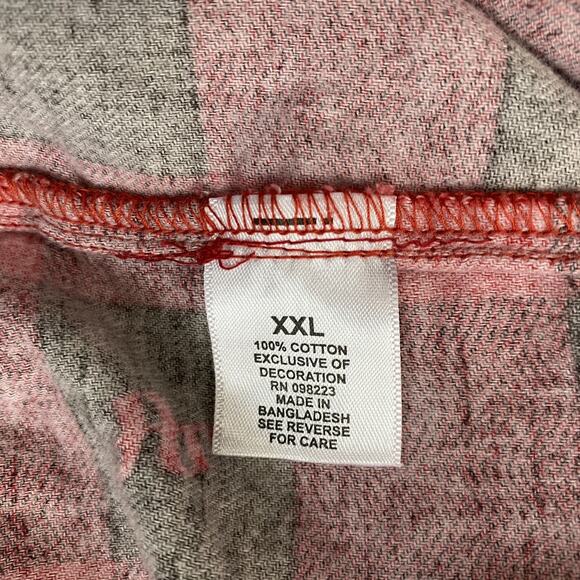 XXL
100% COTTON
EXCLUSIVE OF
DECORATION
RN 098223
MADE IN
BANGLADESH
SEE REVERSE
FOR CARE